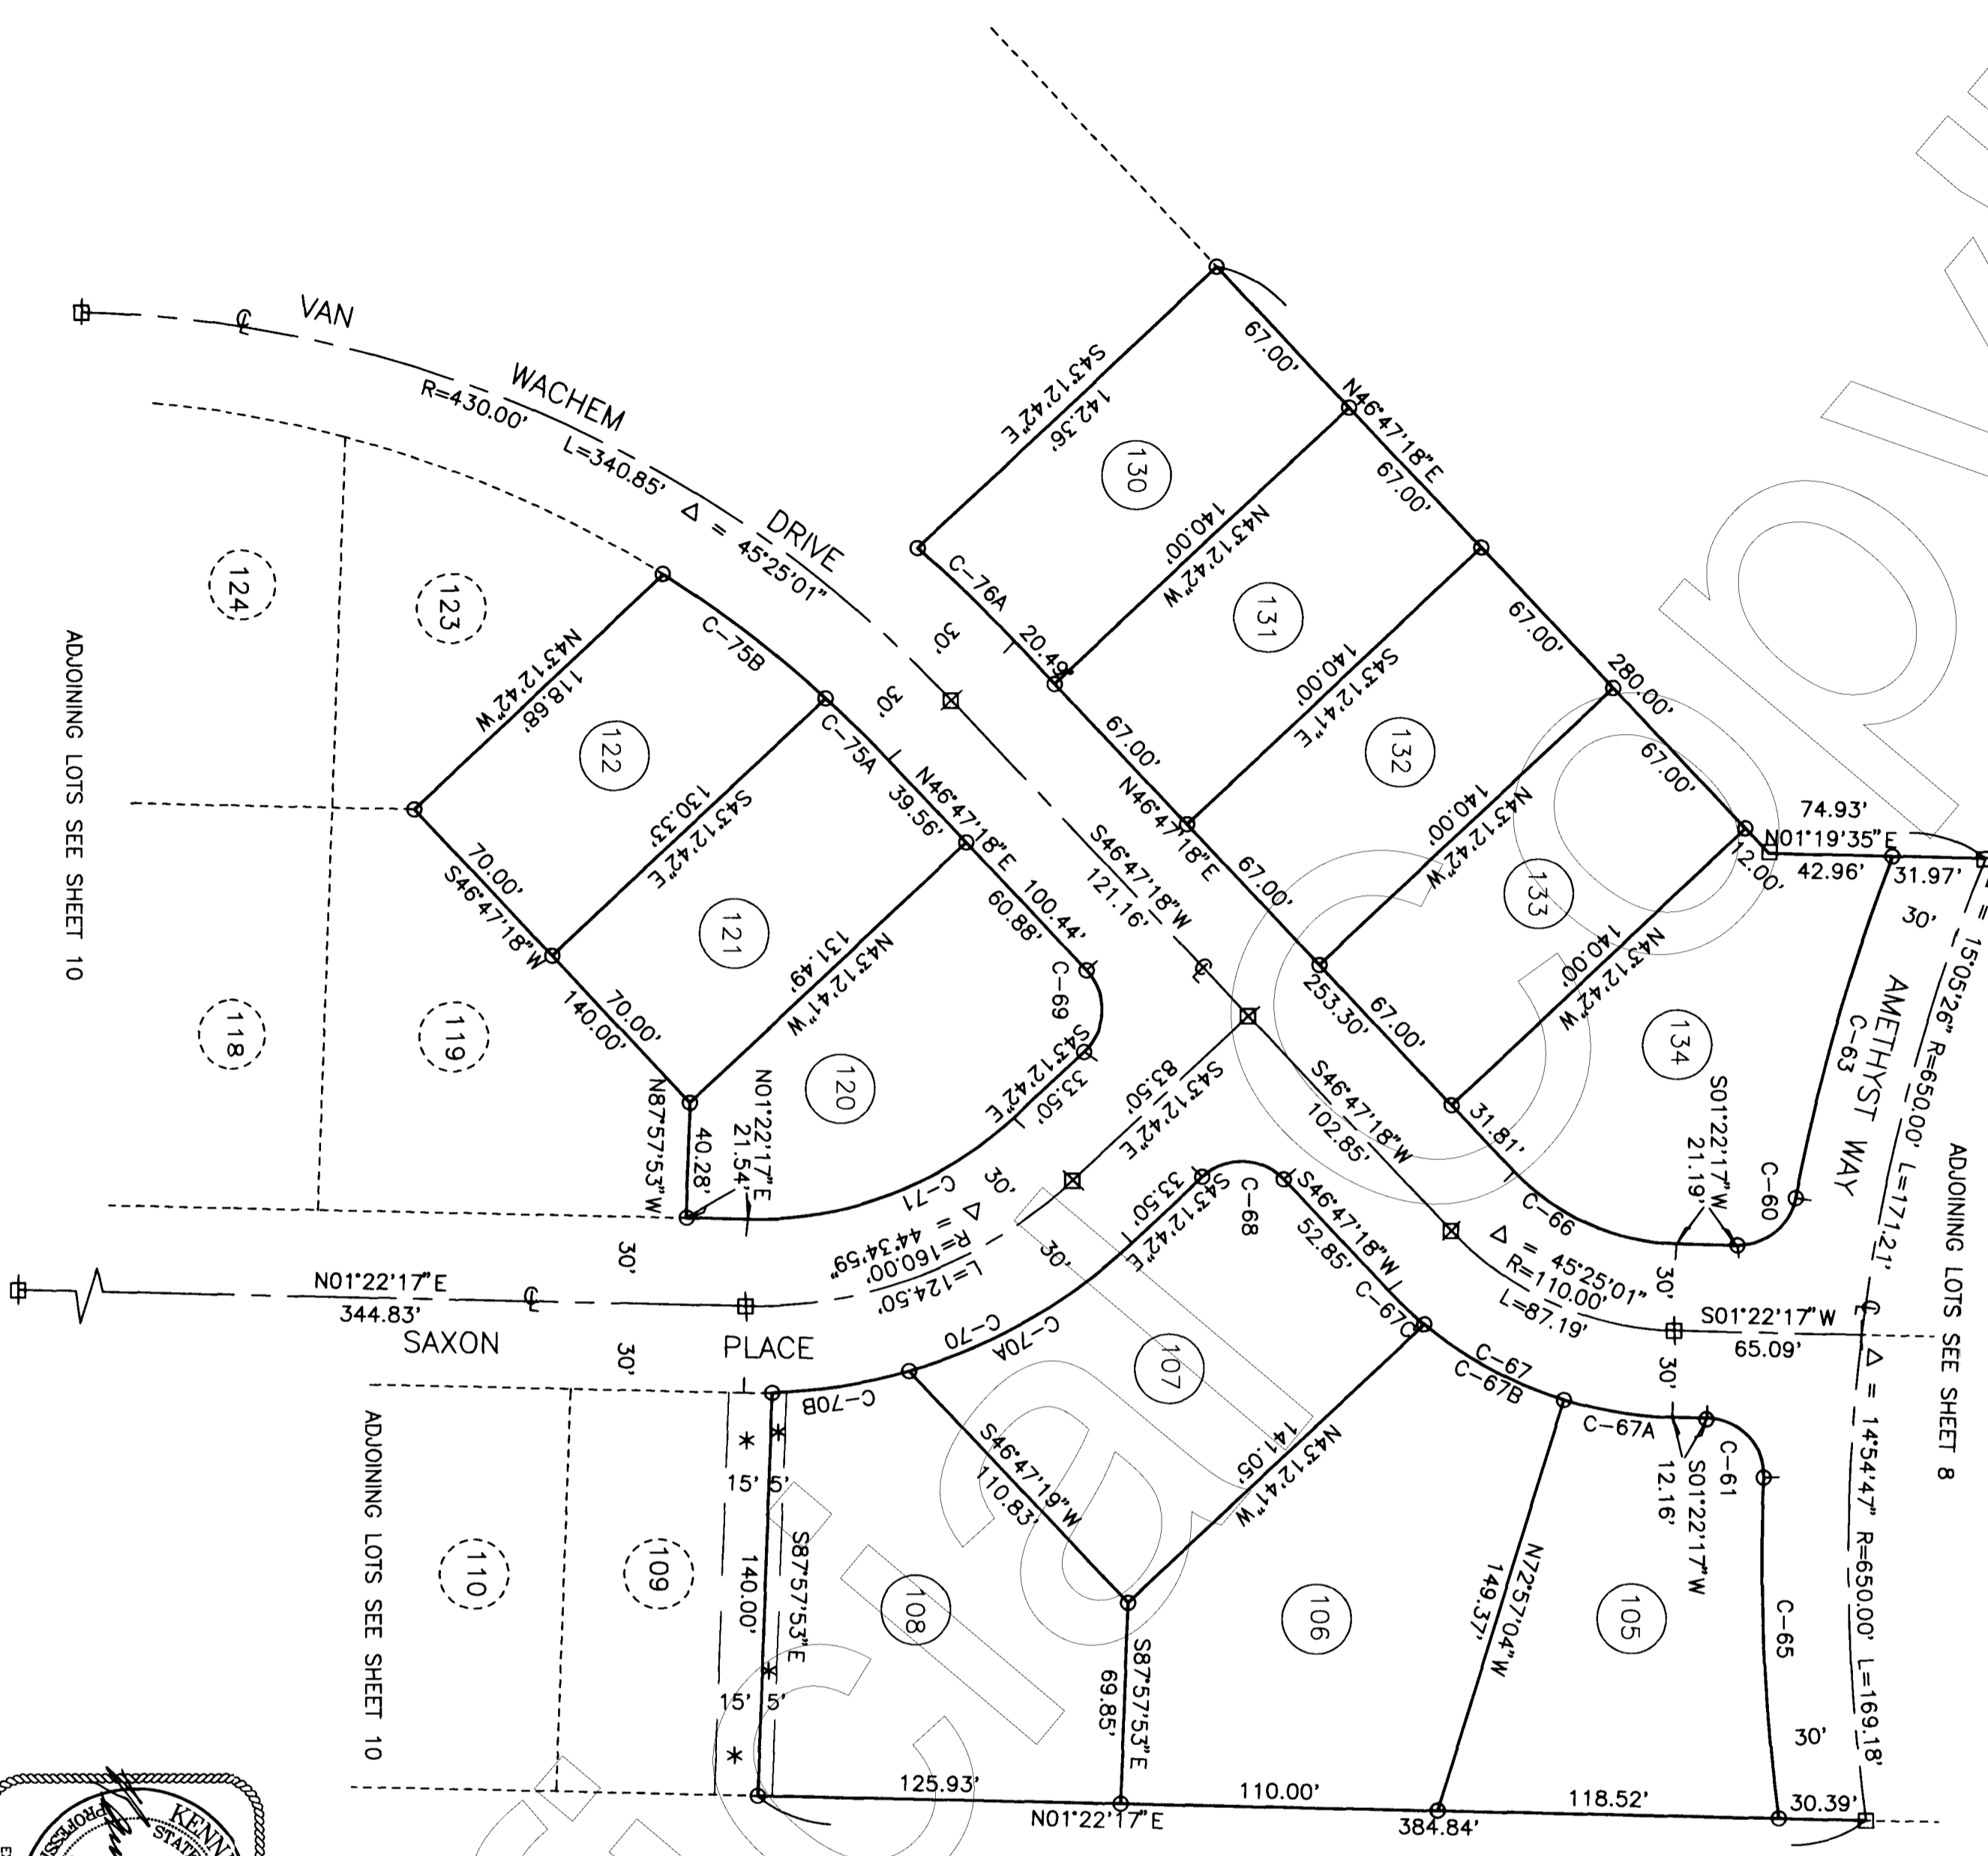 VAN
WACHEM
DRIVE
R=430.00'
L=340.85'
Δ = 45°25'01"
67.00'
N46°47'18"E
67.00'
67.00'
280.00'
67.00'
12.00'
74.93'
N01°19'35"E
42.96'
31.97'
30'
S43°12'42"E
142.36'
130
N43°12'42"W
140.00'
131
S43°12'41"E
140.00'
132
N43°12'42"W
140.00'
133
N43°12'42"W
140.00'
134
C-76A
20.49'
67.00'
N46°47'18"E
67.00'
253.30'
67.00'
31.81'
C-66
S01°22'17"W
21.19'
C-60
C-63
AMETHYST WAY
15°05'26" R=650.00' L=171.21'
ADJOINING LOTS SEE SHEET 8
Δ = 14°54'47" R=650.00' L=169.18'
30'
30'
S46°47'18"W
121.16'
S46°47'18"W
102.85'
Δ = 45°25'01"
R=110.00'
L=87.19'
30'
S01°22'17"W
65.09'
30'
124
123
N43°12'42"W
118.68'
C-75B
122
C-75A
S43°12'42"E
130.33'
N46°47'18"E
39.56'
121
N43°12'41"W
131.49'
100.44'
60.88'
C-69
S43°12'42"E
33.50'
120
70.00'
S46°47'18"W
70.00'
140.00'
N87°57'53"W
40.28'
N01°22'17"E
21.54'
C-71
30'
S43°12'42"E
83.50'
Δ = 44°34'59"
R=160.00'
L=124.50'
30'
118
119
ADJOINING LOTS SEE SHEET 10
30'
N01°22'17"E
344.83'
SAXON PLACE
30'
S43°12'42"E
33.50'
C-68
S46°47'18"W
52.85'
C-67C
C-67
C-67B
C-67A
S01°22'17"W
12.16'
C-61
C-65
30'
C-70
C-70A
C-70B
107
S46°47'19"W
110.83'
N43°12'41"W
141.05'
N72°57'04"W
149.37'
105
106
108
109
110
15' 5'
S87°57'53"E
140.00'
15' 5'
S87°57'53"E
69.85'
125.93'
N01°22'17"E
110.00'
384.84'
118.52'
30.39'
ADJOINING LOTS SEE SHEET 10